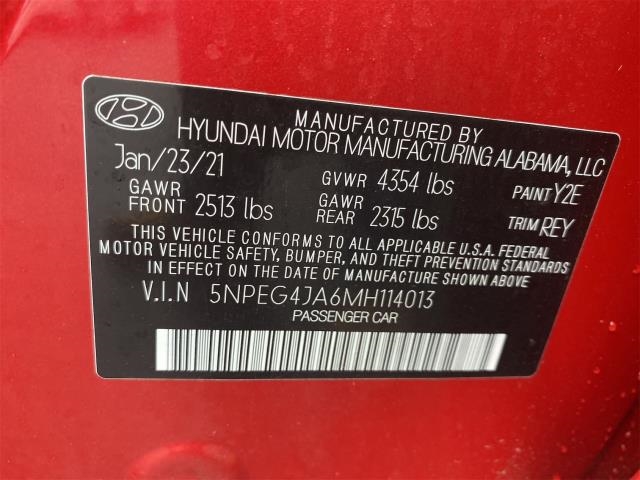 MANUFACTURED BY
HYUNDAI MOTOR MANUFACTURING ALABAMA, LLC
Jan/23/21
GVWR 4354 lbs
PAINT Y2E
GAWR
FRONT 2513 lbs
GAWR
REAR 2315 lbs
TRIM REY
THIS VEHICLE CONFORMS TO ALL APPLICABLE U.S.A. FEDERAL
MOTOR VEHICLE SAFETY, BUMPER, AND THEFT PREVENTION
STANDARDS IN EFFECT ON THE DATE OF MANUFACTURE
SHOWN ABOVE
V.I.N 5NPEG4JA6MH114013
PASSENGER CAR